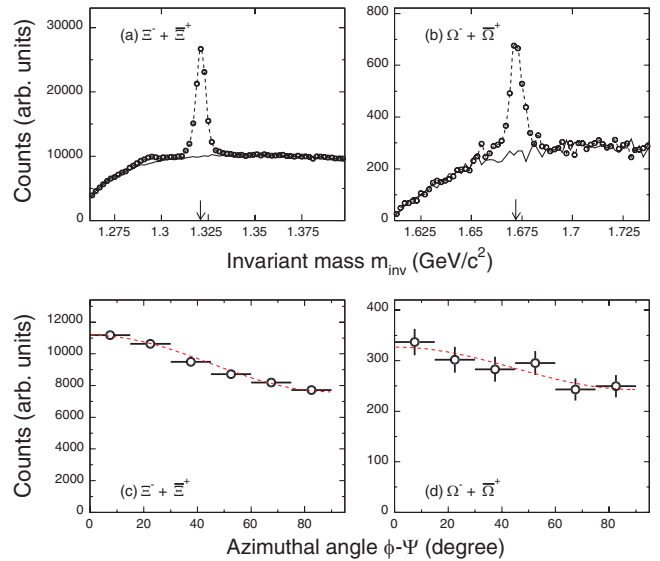 (a) Ξ⁻ + Ξ̅⁺
(b) Ω⁻ + Ω̅⁺
Counts (arb. units)
30000
20000
10000
0
800
600
400
200
0
1.275 1.3 1.325 1.35 1.375
1.625 1.65 1.675 1.7 1.725
Invariant mass m_inv (GeV/c²)
Counts (arb. units)
12000
10000
8000
6000
4000
2000
0
400
300
200
100
0
(c) Ξ⁻ + Ξ̅⁺
(d) Ω⁻ + Ω̅⁺
0 20 40 60 80
0 20 40 60 80
Azimuthal angle ϕ-Ψ (degree)